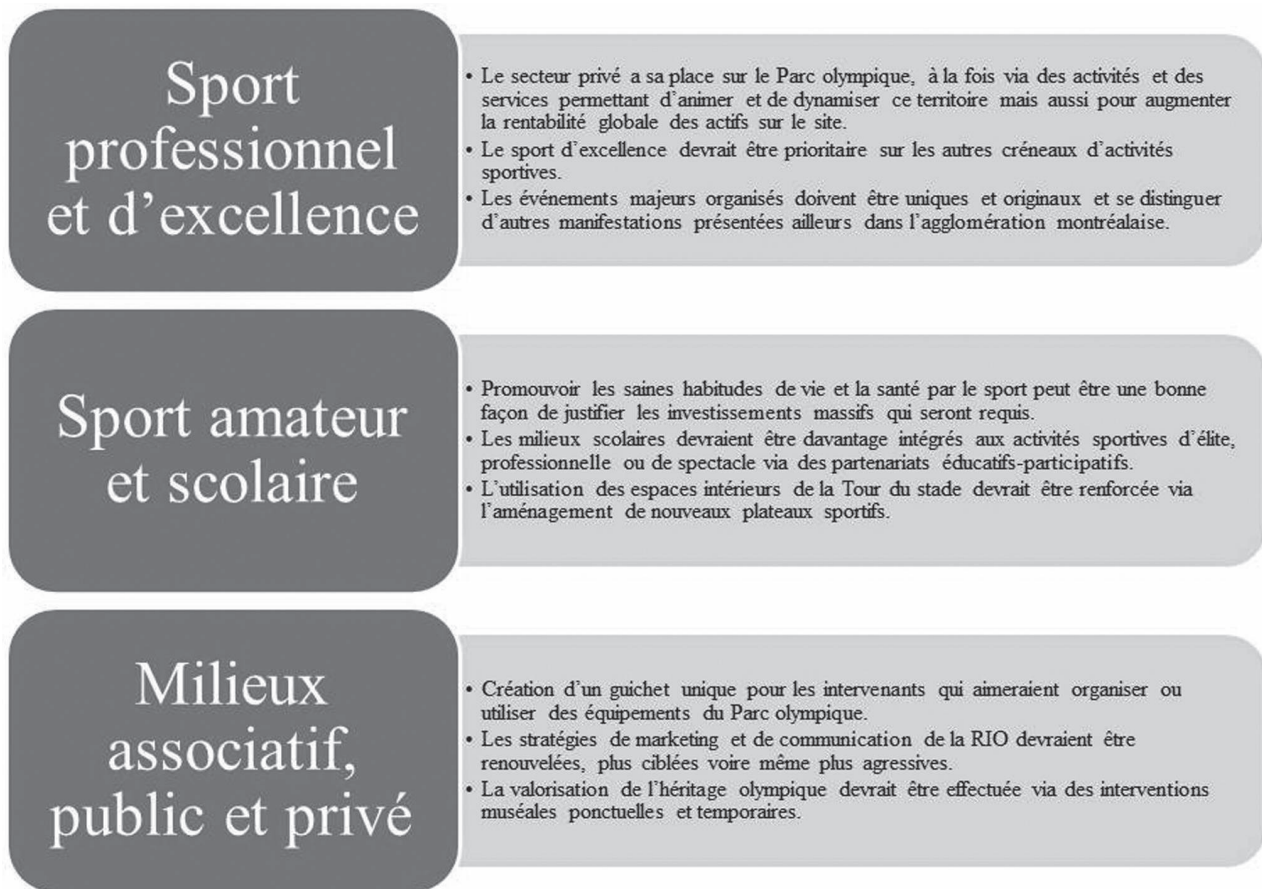 Sport
professionnel
et d’excellence
• Le secteur privé a sa place sur le Parc olympique, à la fois via des activités et des
services permettant d’animer et de dynamiser ce territoire mais aussi pour augmenter
la rentabilité globale des actifs sur le site.
• Le sport d’excellence devrait être prioritaire sur les autres créneaux d’activités
sportives.
• Les événements majeurs organisés doivent être uniques et originaux et se distinguer
d’autres manifestations présentées ailleurs dans l’agglomération montréalaise.
Sport amateur
et scolaire
• Promouvoir les saines habitudes de vie et la santé par le sport peut être une bonne
façon de justifier les investissements massifs qui seront requis.
• Les milieux scolaires devraient être davantage intégrés aux activités sportives d’élite,
professionnelle ou de spectacle via des partenariats éducatifs-participatifs.
• L’utilisation des espaces intérieurs de la Tour du stade devrait être renforcée via
l’aménagement de nouveaux plateaux sportifs.
Milieux
associatif,
public et privé
• Création d’un guichet unique pour les intervenants qui aimeraient organiser ou
utiliser des équipements du Parc olympique.
• Les stratégies de marketing et de communication de la RIO devraient être
renouvelées, plus ciblées voire même plus agressives.
• La valorisation de l’héritage olympique devrait être effectuée via des interventions
muséales ponctuelles et temporaires.